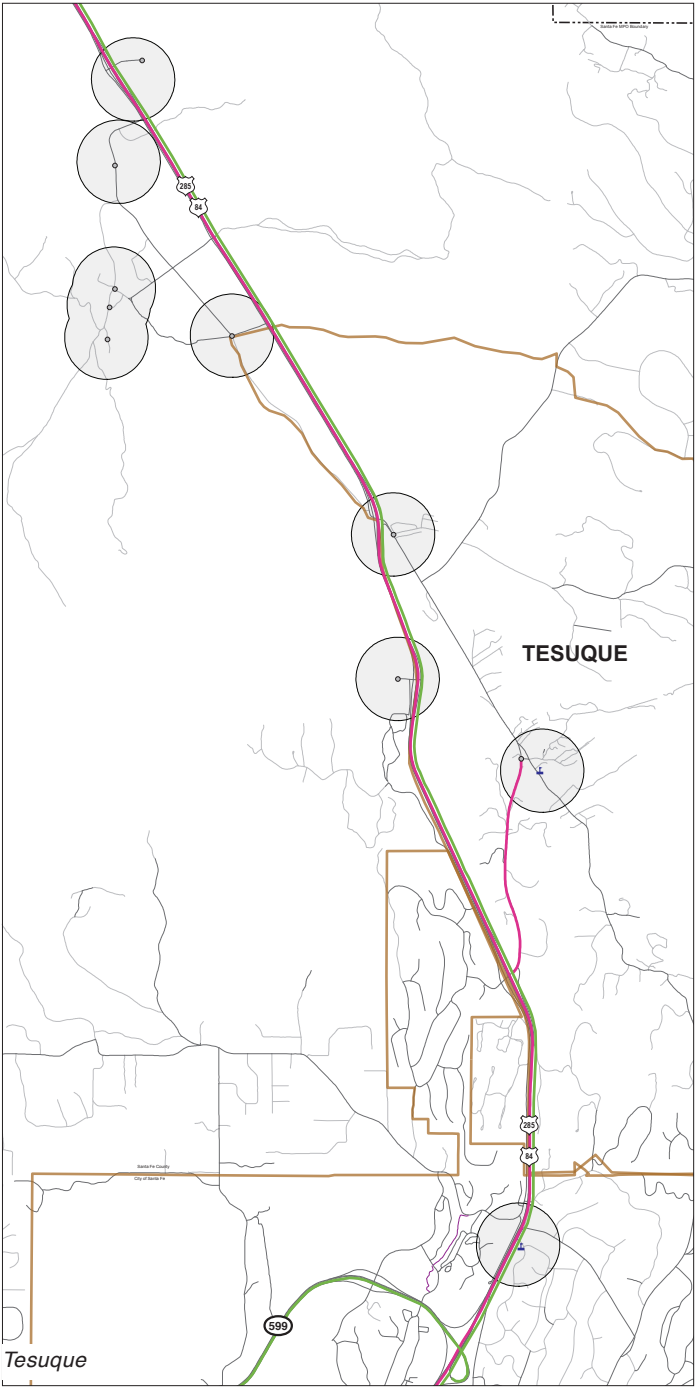 Santa Fe MPO Boundary
285
84
TESUQUE
285
84
Santa Fe County
City of Santa Fe
599
Tesuque